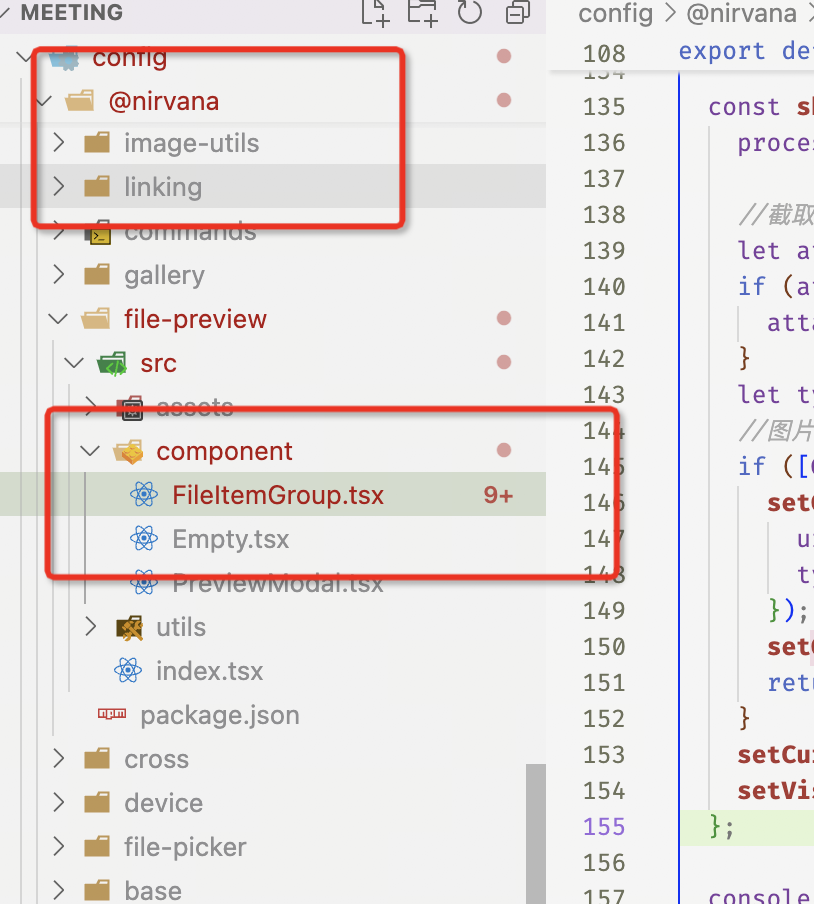 MEETING
config
@nirvana
image-utils
linking
commands
gallery
file-preview
src
assets
component
FileItemGroup.tsx 9+
Empty.tsx
PreviewModal.tsx
utils
index.tsx
package.json
cross
device
file-picker
base
config > @nirvana >
108 export de
134
135 const s
136 proces
137
138 //截取
139 let a
140 if (a
141 atta
142 }
143 let ty
144 //图片
145 if ([
146 set
147 u
148 ty
149 });
150 set
151 retu
152 }
153 setCu
154 setVis
155 };
156
157 console